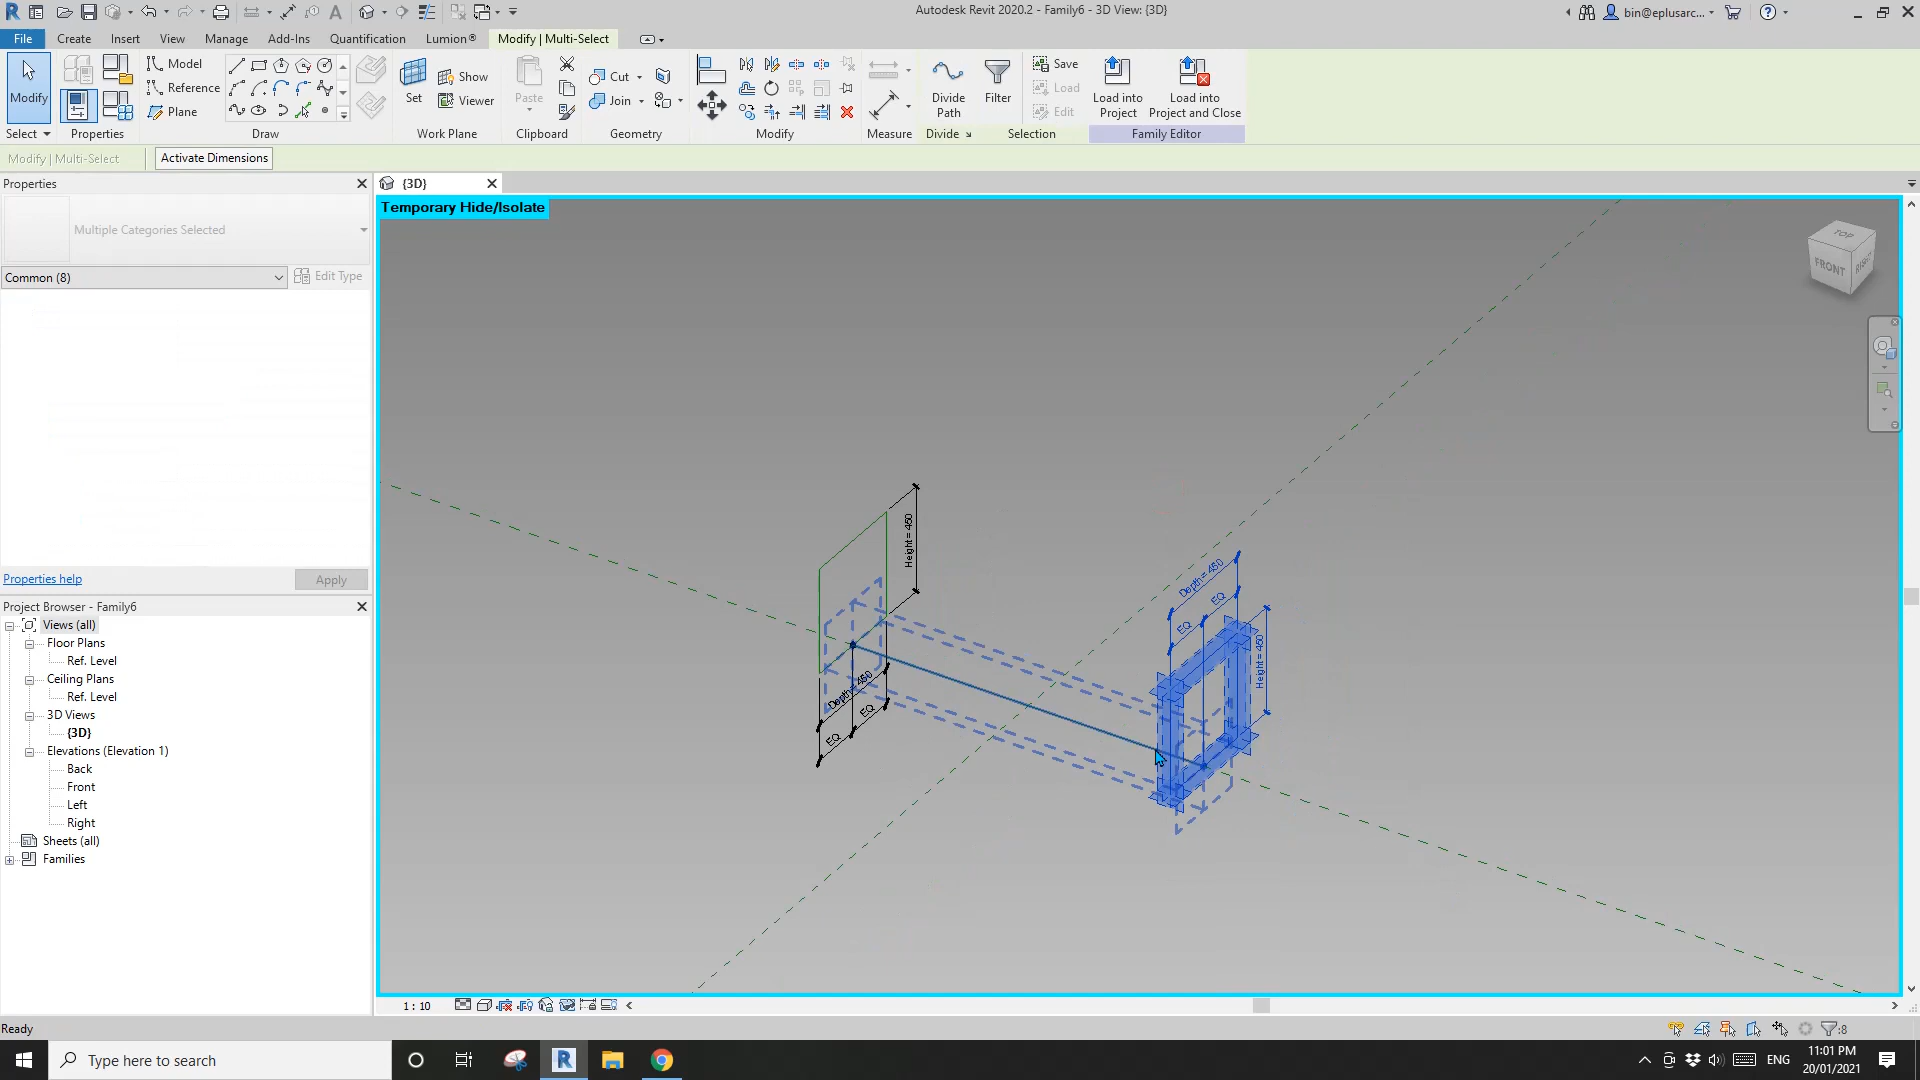 Autodesk Revit 2020.2 - Family6 - 3D View: {3D}
bin@eplusarc...
File
Create
Insert
View
Manage
Add-Ins
Quantification
Lumion®
Modify | Multi-Select
Modify
Model
Reference
Plane
Set
Show
Viewer
Paste
Cut
Join
Divide
Path
Filter
Save
Load
Edit
Load into
Project
Load into
Project and Close
Select
Properties
Draw
Work Plane
Clipboard
Geometry
Modify
Measure
Divide
Selection
Family Editor
Modify | Multi-Select
Activate Dimensions
Properties
{3D}
Multiple Categories Selected
Common (8)
Edit Type
Properties help
Apply
Project Browser - Family6
Views (all)
Floor Plans
Ref. Level
Ceiling Plans
Ref. Level
3D Views
{3D}
Elevations (Elevation 1)
Back
Front
Left
Right
Sheets (all)
Families
Temporary Hide/Isolate
TOP
FRONT
RIGHT
Height = 450
Depth = 450
EQ
EQ
Depth = 450
EQ
EQ
Height = 450
1 : 10
Ready
:8
Type here to search
ENG
11:01 PM
20/01/2021